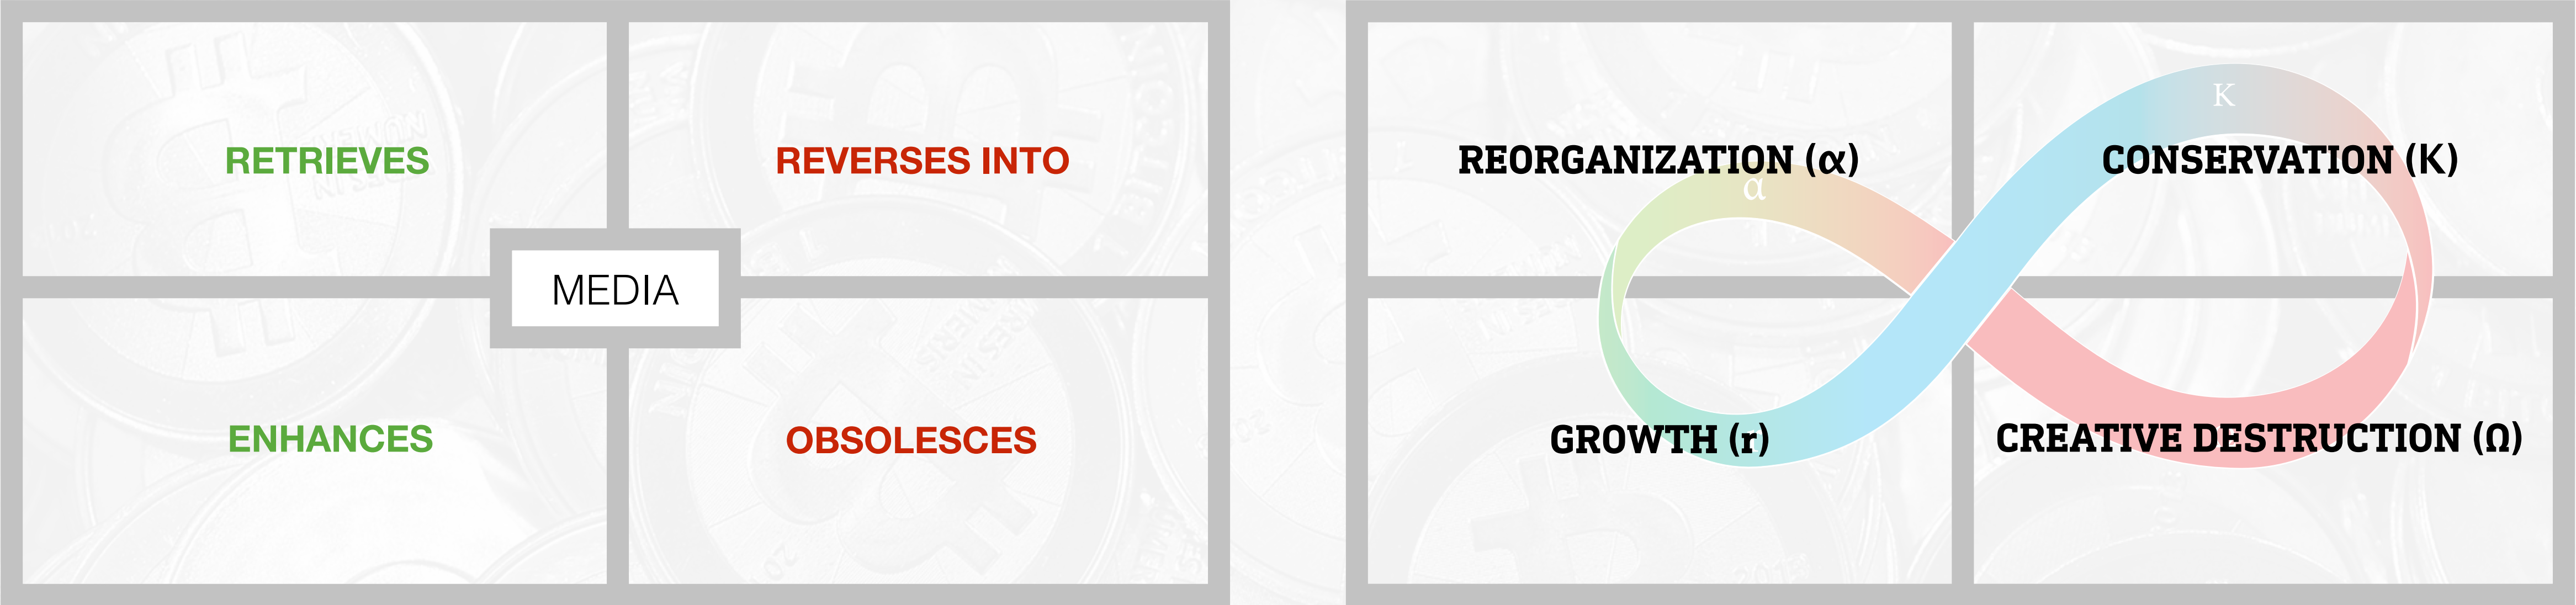 RETRIEVES
REVERSES INTO
MEDIA
ENHANCES
OBSOLESCES
K
REORGANIZATION (α)
CONSERVATION (K)
α
GROWTH (r)
CREATIVE DESTRUCTION (Ω)